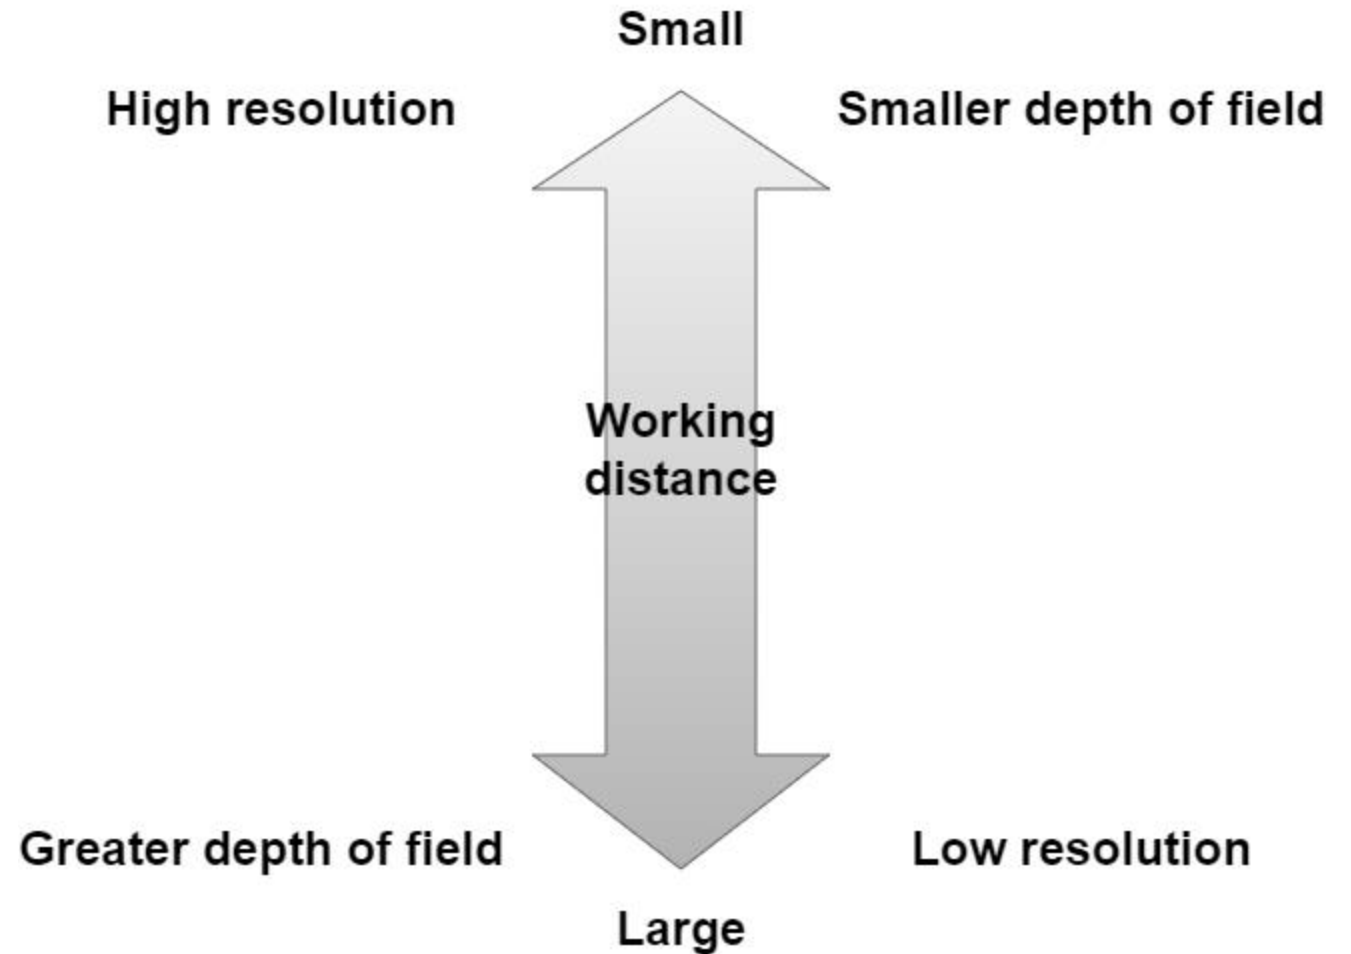 Small
High resolution
Smaller depth of field
Working
distance
Greater depth of field
Low resolution
Large